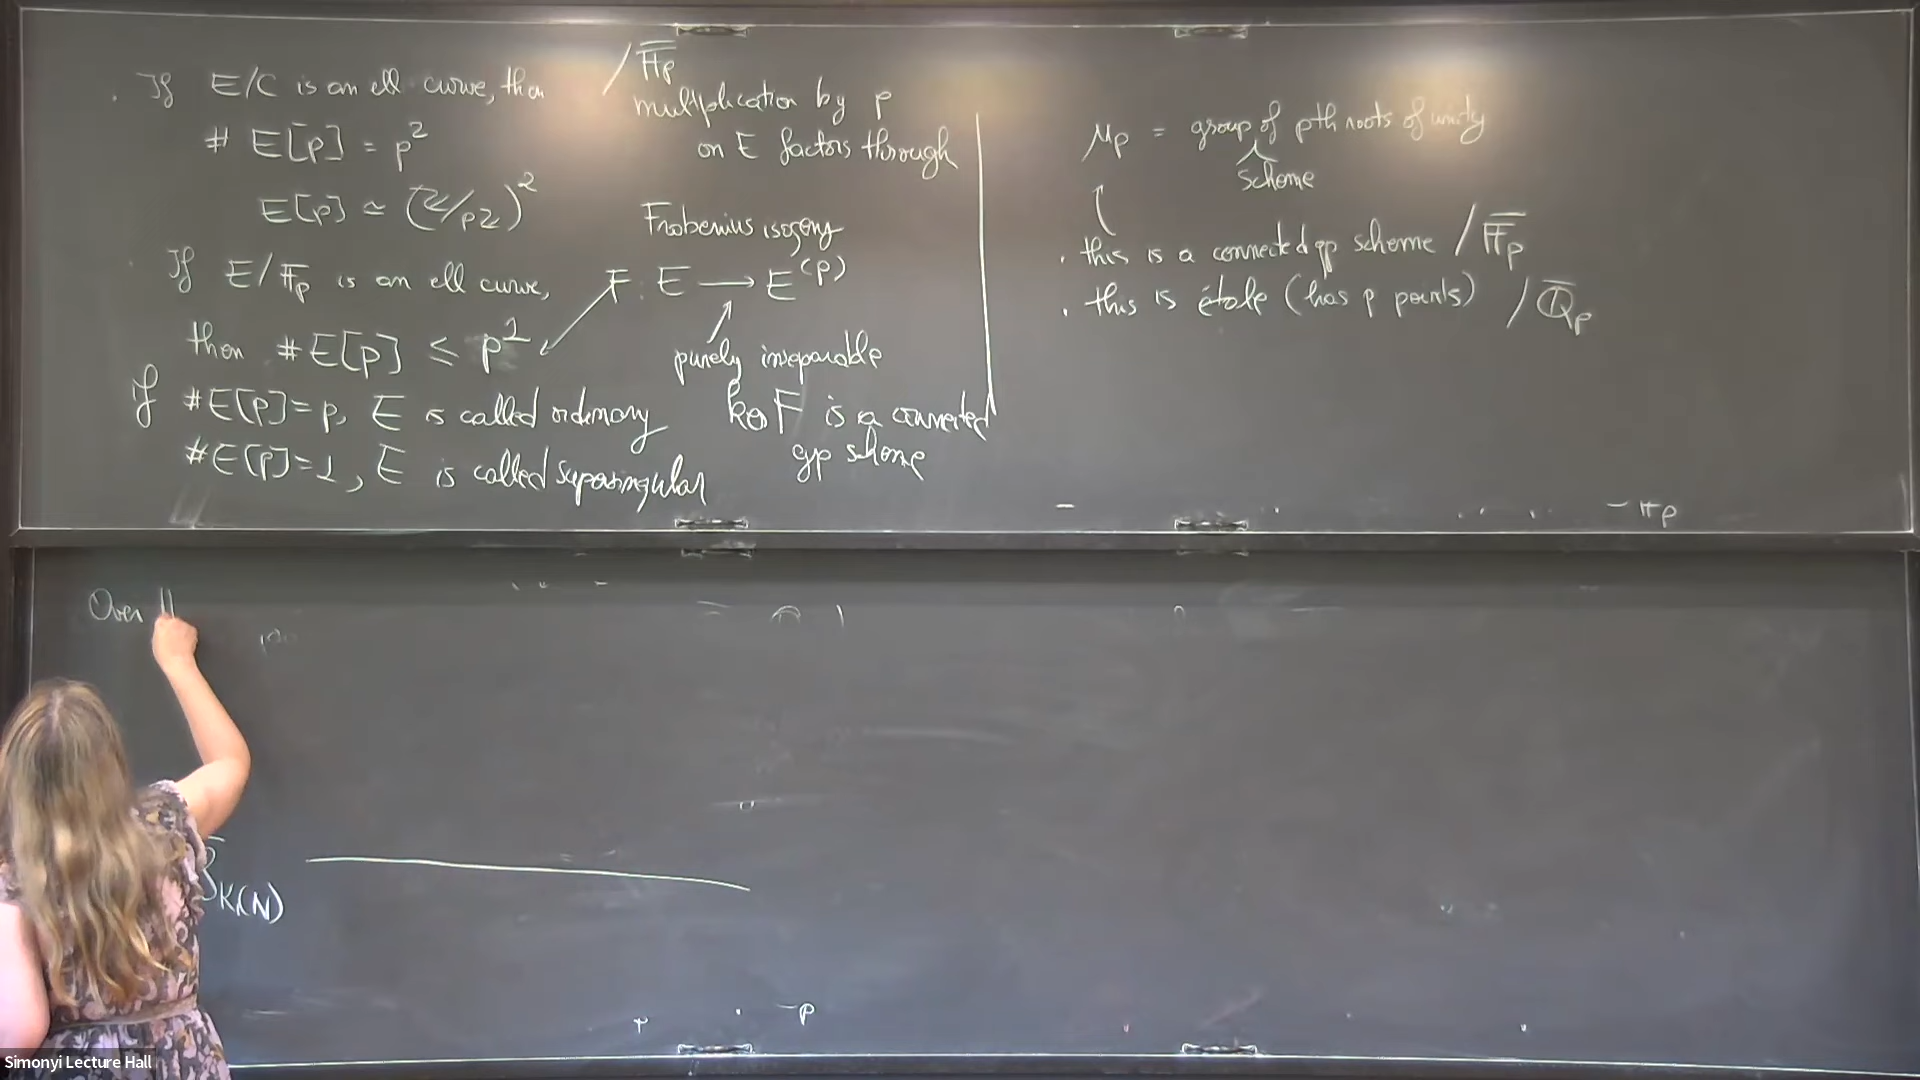 . If E/ℂ is an ell. curve, then
# E[p] = p²
E[p] ≃ (ℤ/pℤ)²
. If E/𝔽̄p is an ell curve,
then #E[p] ≤ p²
If #E[p]=p, E is called ordinary
#E[p]=1, E is called supersingular
/𝔽̄p
multiplication by p
on E factors through
Frobenius isogeny
F : E → E^(p)
purely inseparable
ker F is a connected
gp scheme
μp = group of pth roots of unity
scheme
. this is a connected gp scheme /𝔽̄p
. this is étale (has p points) /ℚ̄p
Over
K(N)
Simonyi Lecture Hall